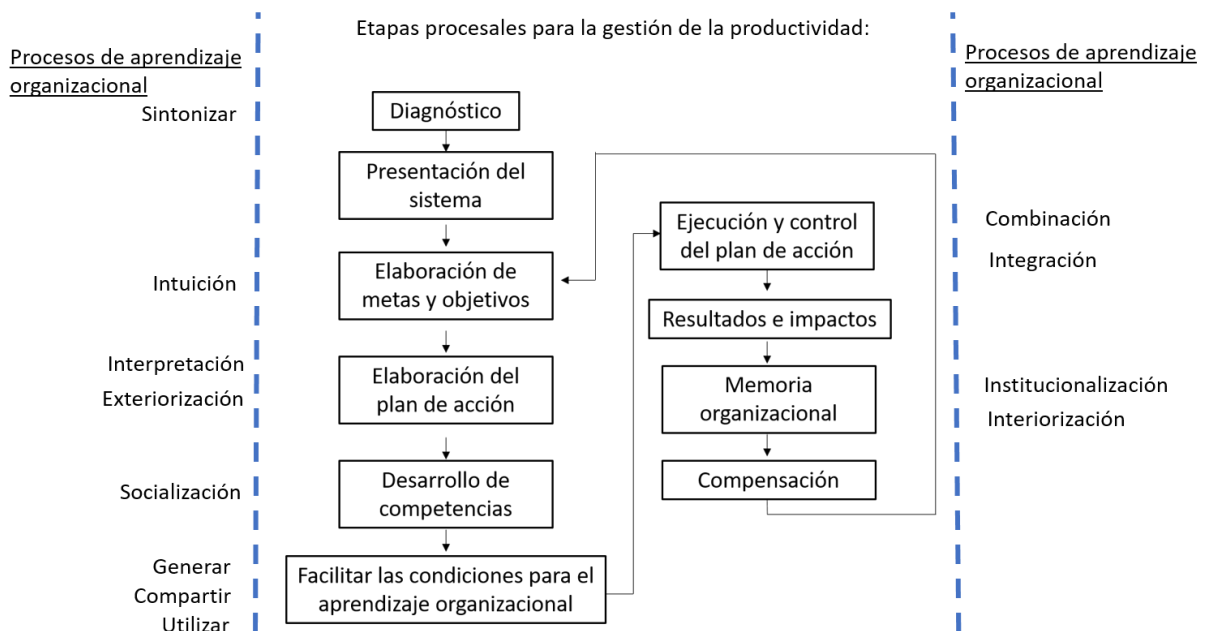 Etapas procesales para la gestión de la productividad:
Procesos de aprendizaje
organizacional
Sintonizar
Intuición
Interpretación
Exteriorización
Socialización
Generar
Compartir
Utilizar
Diagnóstico
Presentación del
sistema
Elaboración de
metas y objetivos
Elaboración del
plan de acción
Desarrollo de
competencias
Facilitar las condiciones para el
aprendizaje organizacional
Ejecución y control
del plan de acción
Resultados e impactos
Memoria
organizacional
Compensación
Procesos de aprendizaje
organizacional
Combinación
Integración
Institucionalización
Interiorización